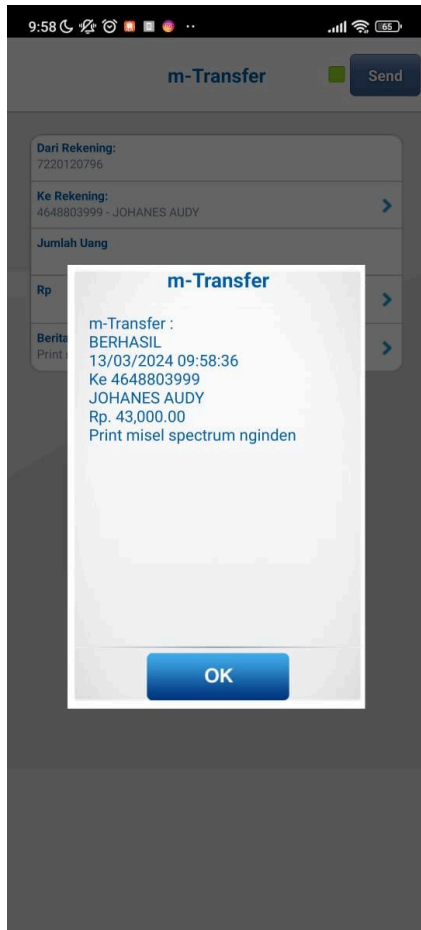 9:58
65
m-Transfer
Send
Dari Rekening:
7220120796
Ke Rekening:
4648803999 - JOHANES AUDY
Jumlah Uang
Rp
Berita
Print
m-Transfer
m-Transfer :
BERHASIL
13/03/2024 09:58:36
Ke 4648803999
JOHANES AUDY
Rp. 43,000.00
Print misel spectrum nginden
OK